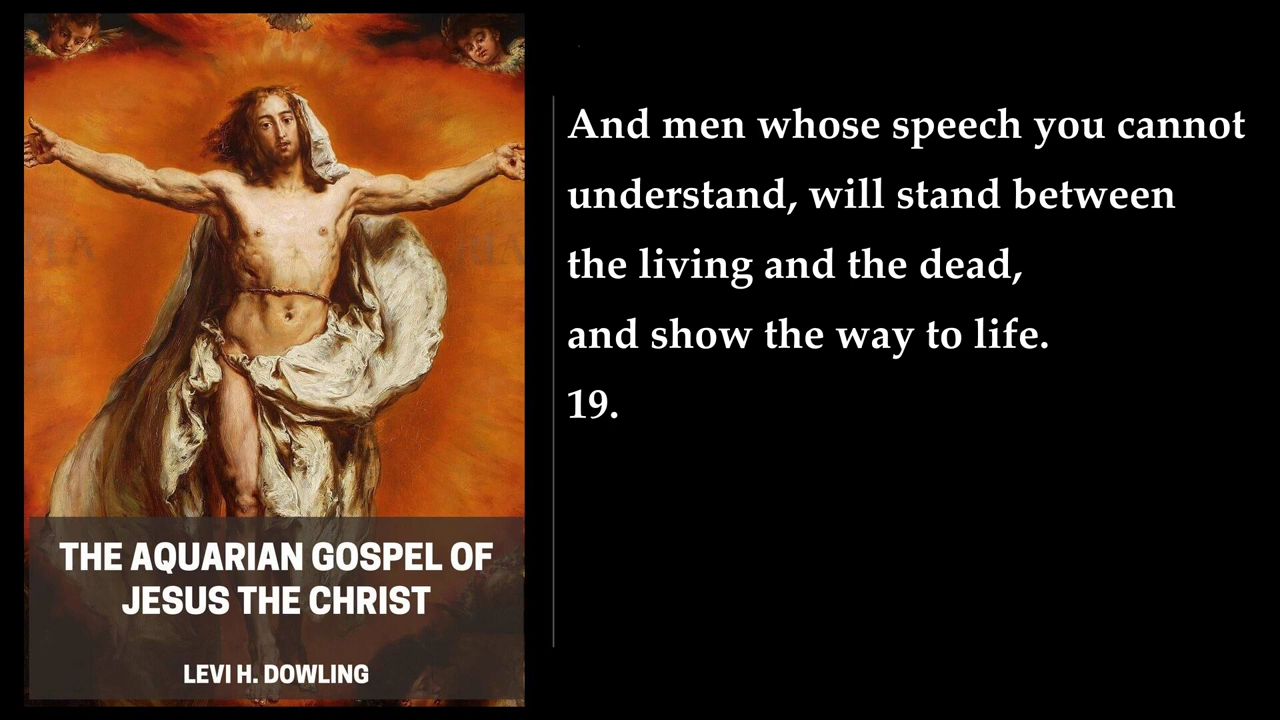 THE AQUARIAN GOSPEL OF
JESUS THE CHRIST
LEVI H. DOWLING
And men whose speech you cannot
understand, will stand between
the living and the dead,
and show the way to life.
19.